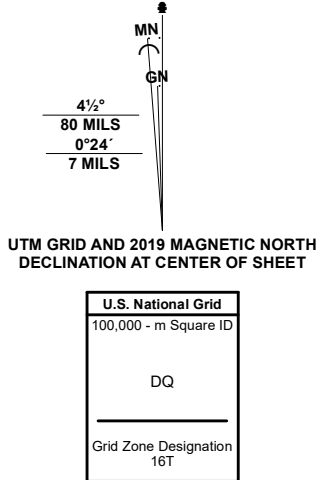 MN
GN
4½°
80 MILS
0°24´
7 MILS
UTM GRID AND 2019 MAGNETIC NORTH
DECLINATION AT CENTER OF SHEET
U.S. National Grid
100,000 - m Square ID
DQ
Grid Zone Designation
16T